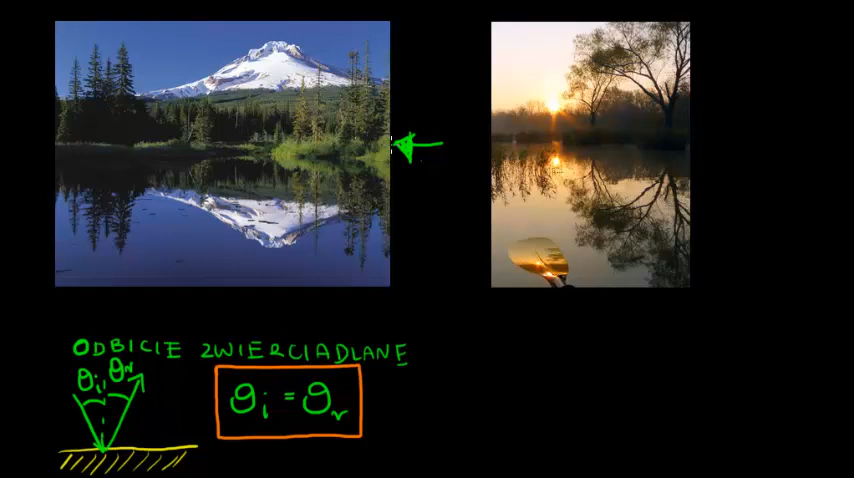 ODBICIE ZWIERCIADLANE
θi θr
θi = θr